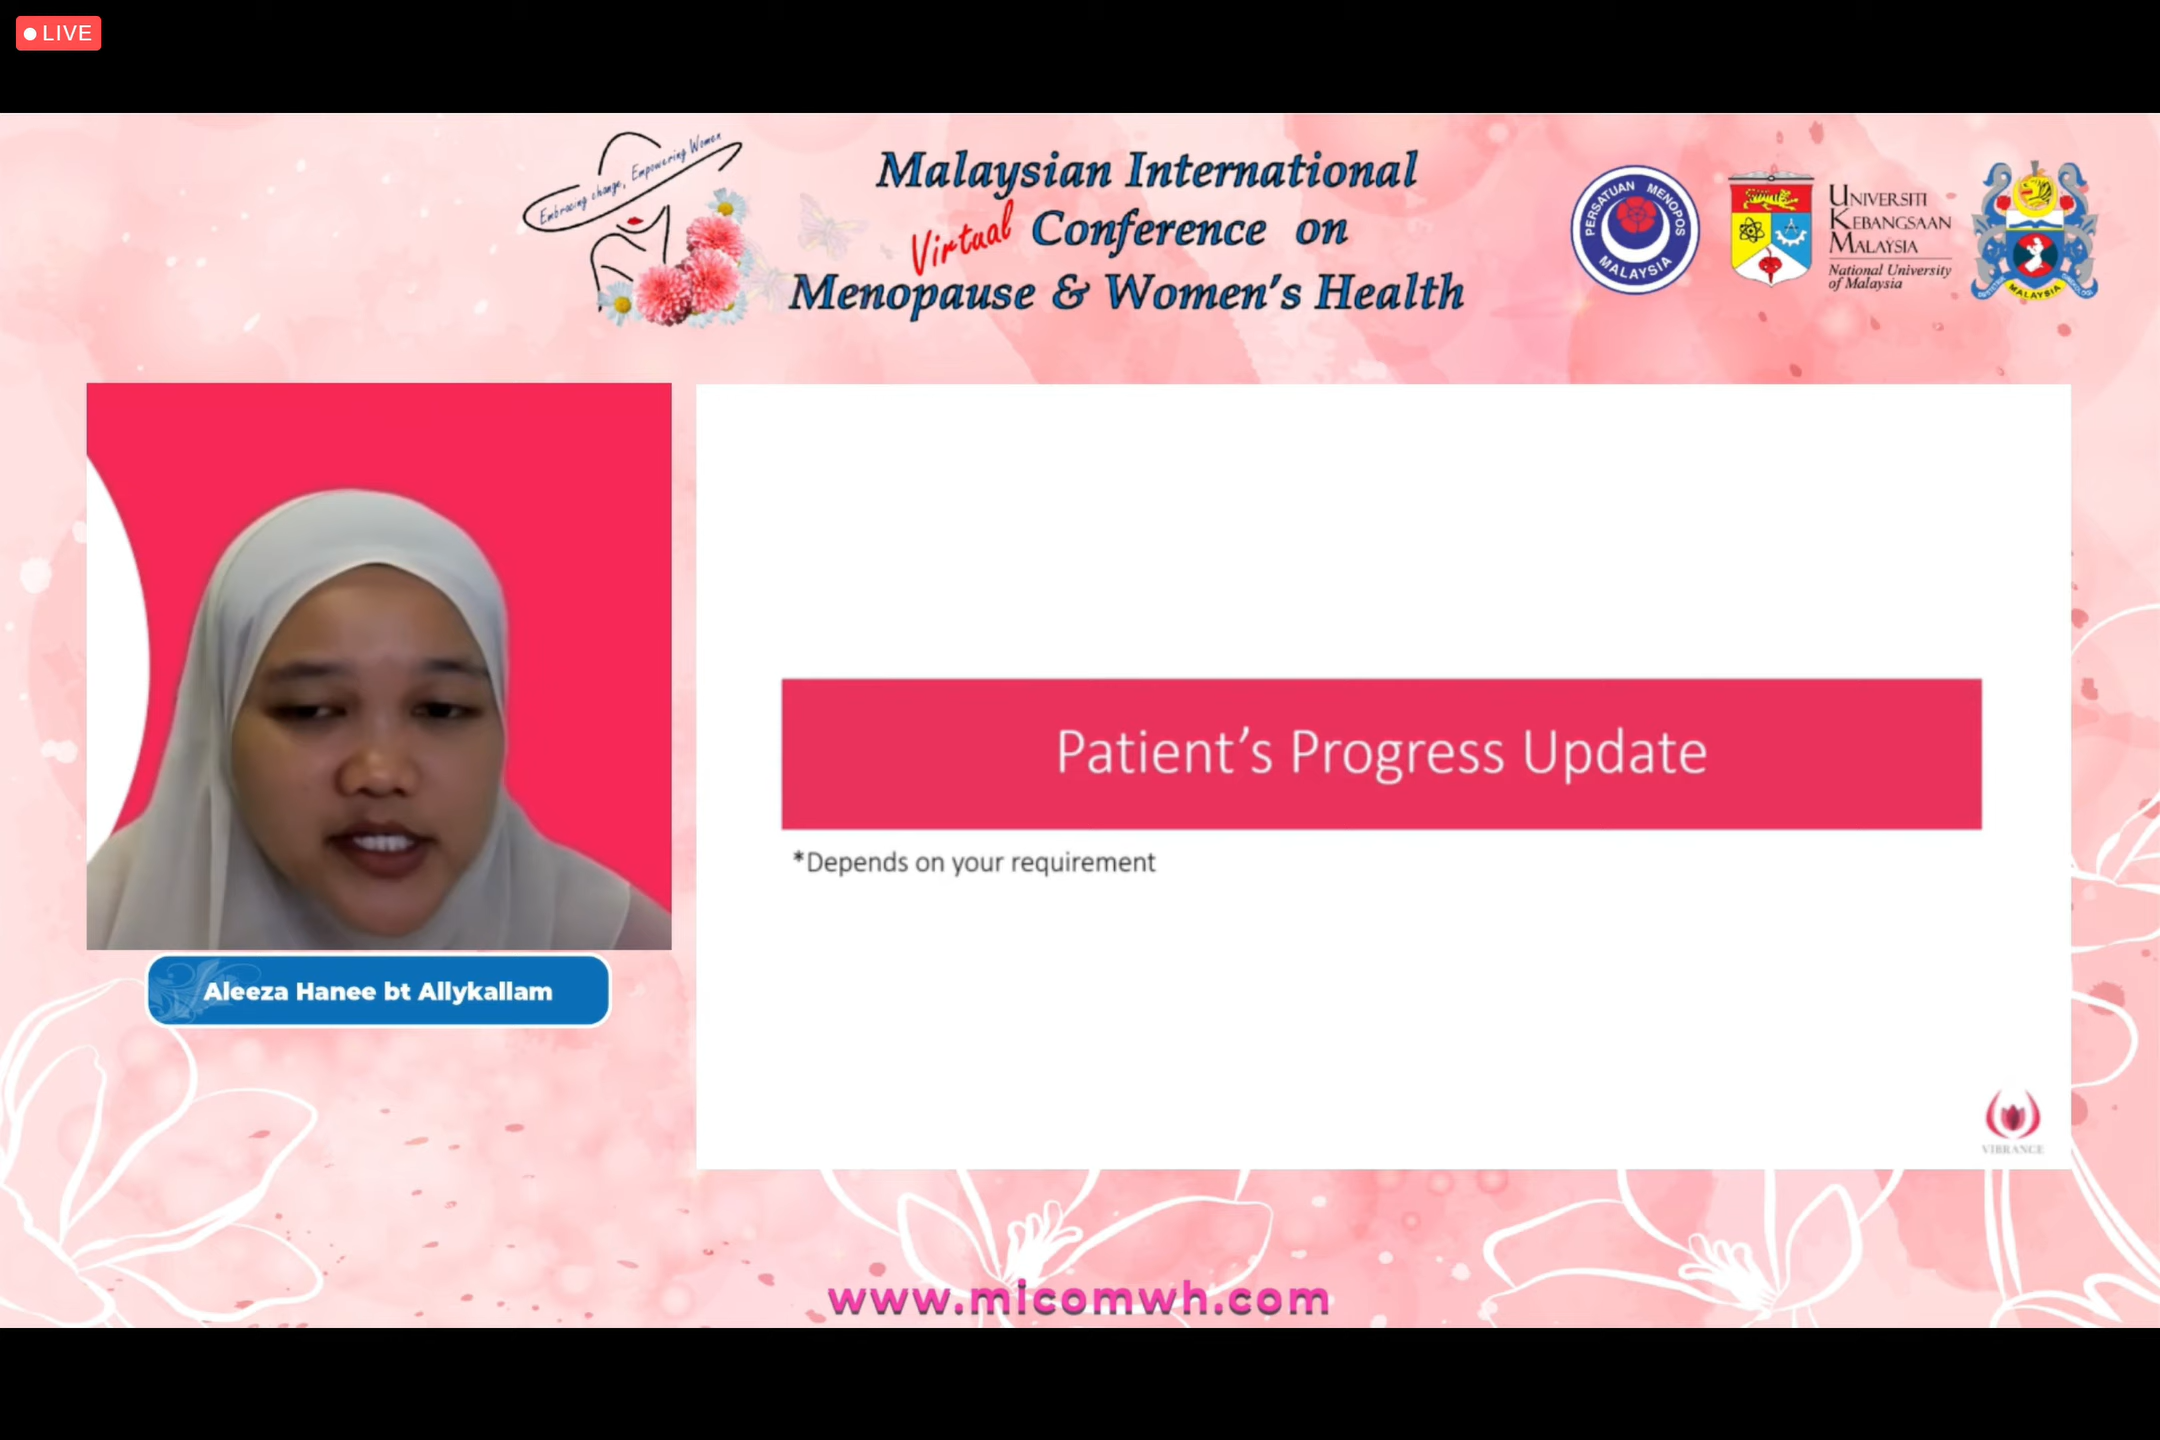 LIVE
Embracing change, Empowering Women
Malaysian International
Virtual Conference on
Menopause & Women's Health
PERSATUAN MENOPOS
MALAYSIA
UNIVERSITI
KEBANGSAAN
MALAYSIA
National University
of Malaysia
MALAYSIA
Patient's Progress Update
*Depends on your requirement
Aleeza Hanee bt Allykallam
VIBRANCE
www.micomwh.com